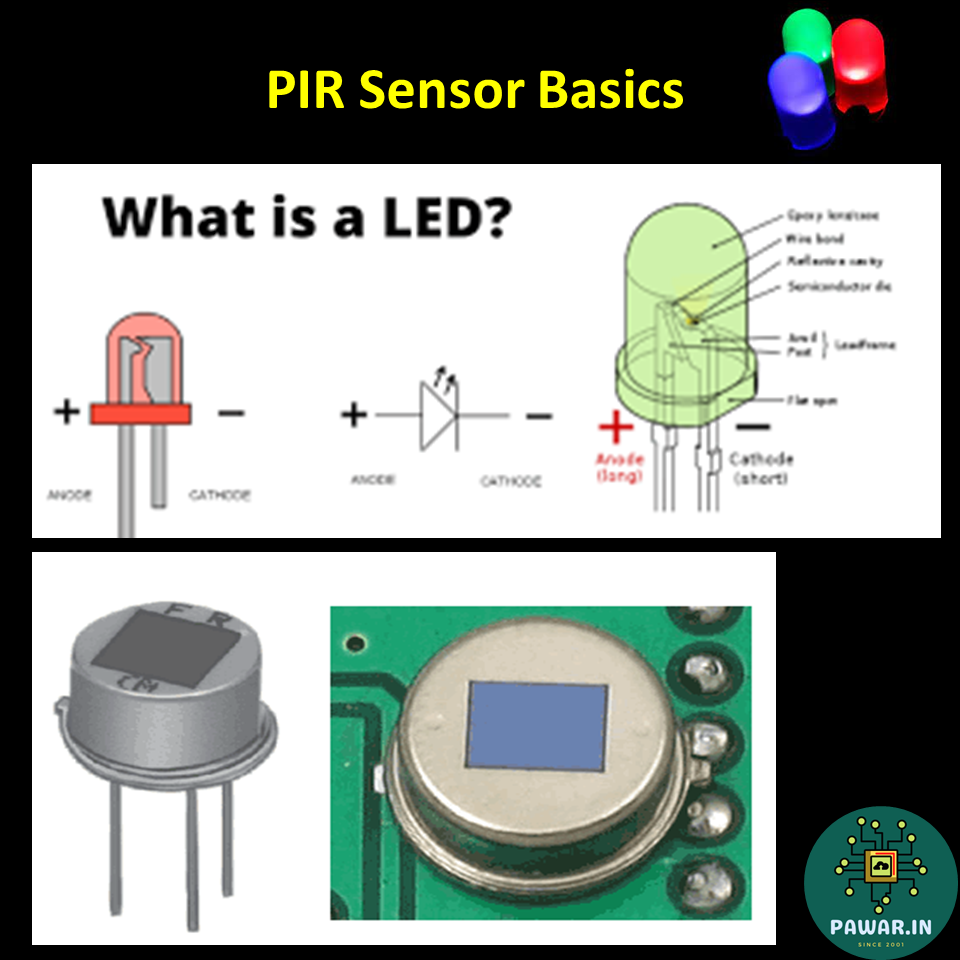 PIR Sensor Basics
What is a LED?
Epoxy lens/case
Wire bond
Reflective cavity
Semiconductor die
Anvil
Post
Leadframe
Flat spot
+ −
+ −
+ −
ANODE CATHODE
ANODE CATHODE
Anode
(long)
Cathode
(short)
F R
CM
PAWAR.IN
SINCE 2001